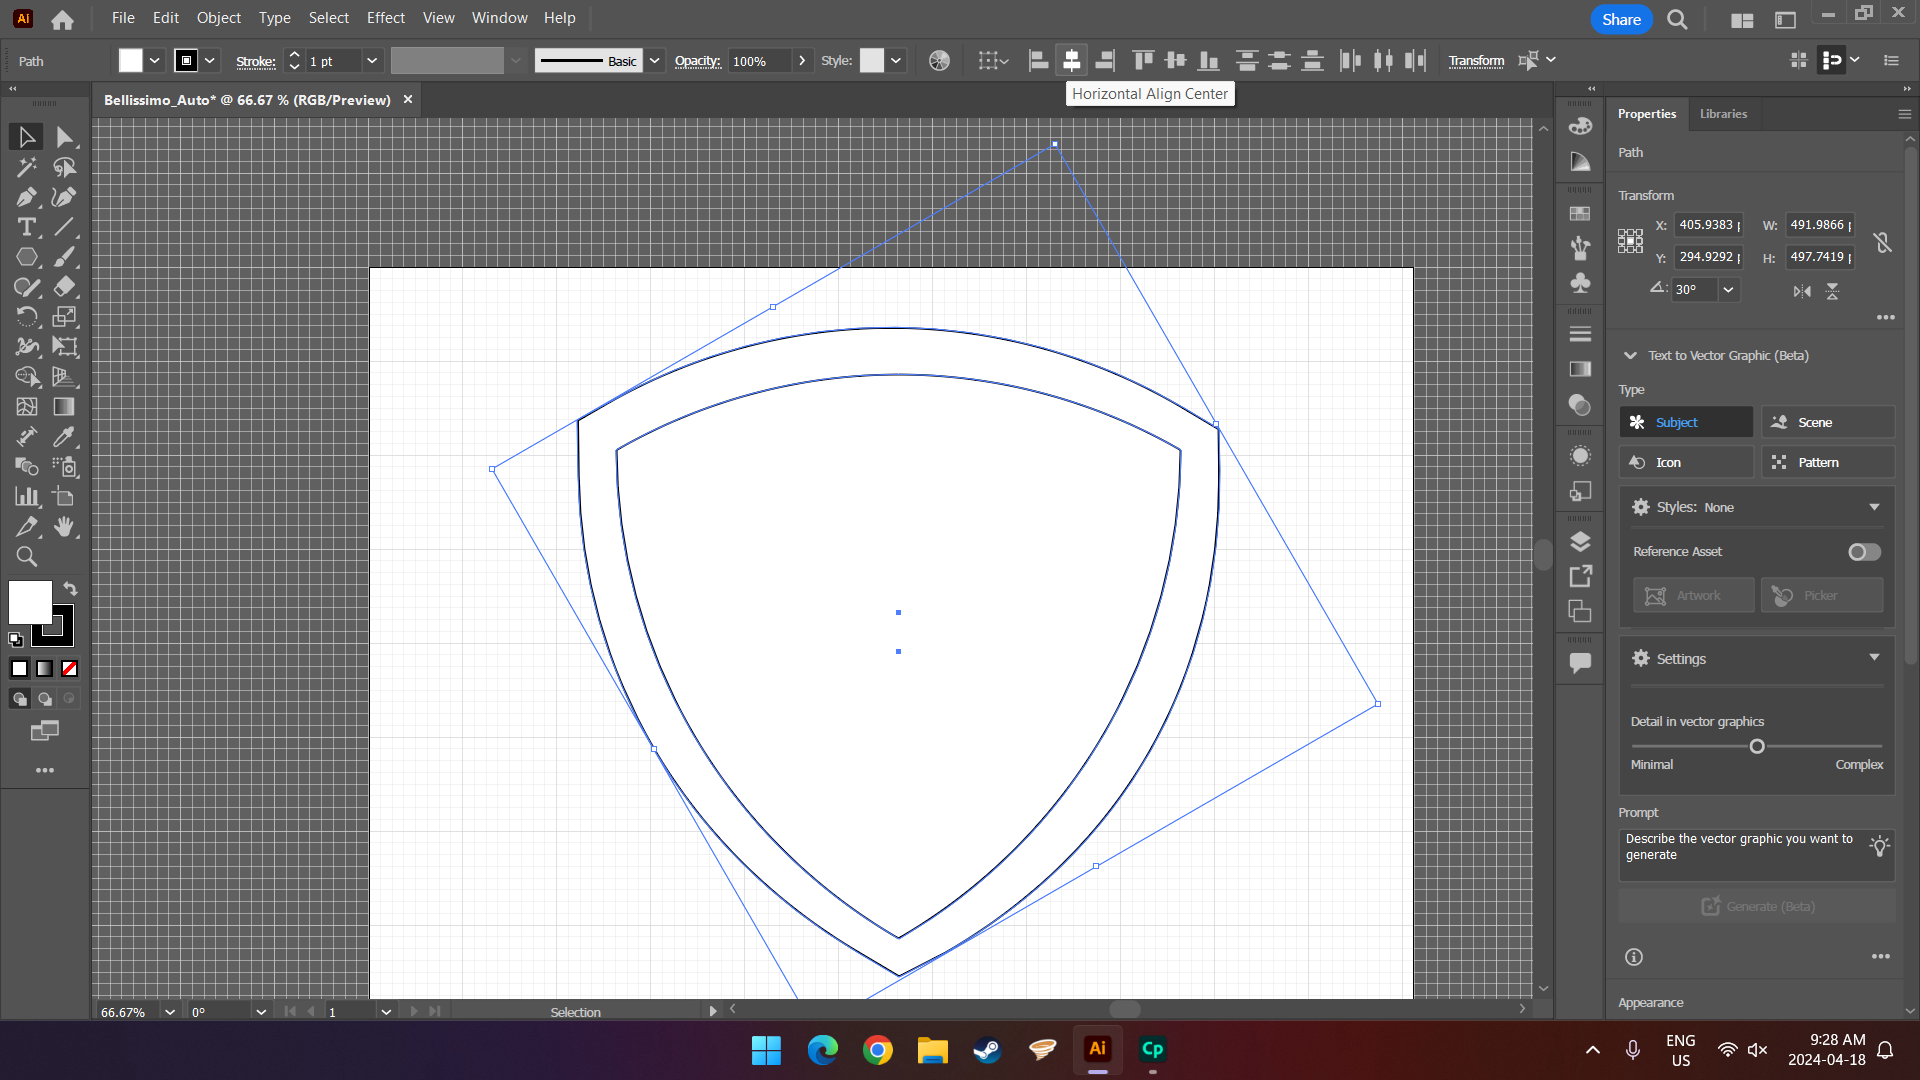 Ai File Edit Object Type Select Effect View Window Help Share
Path Stroke: 1 pt Basic Opacity: 100% Style: Transform
Horizontal Align Center
Bellissimo_Auto* @ 66.67 % (RGB/Preview)
Properties Libraries
Path
Transform
X: 405.9383 W: 491.9866
Y: 294.9292 H: 497.7419
30°
Text to Vector Graphic (Beta)
Type
Subject Scene
Icon Pattern
Styles: None
Reference Asset
Artwork Picker
Settings
Detail in vector graphics
Minimal Complex
Prompt
Describe the vector graphic you want to
generate
Generate (Beta)
Appearance
66.67% 0° 1 Selection
Ai Cp
ENG
US
9:28 AM
2024-04-18